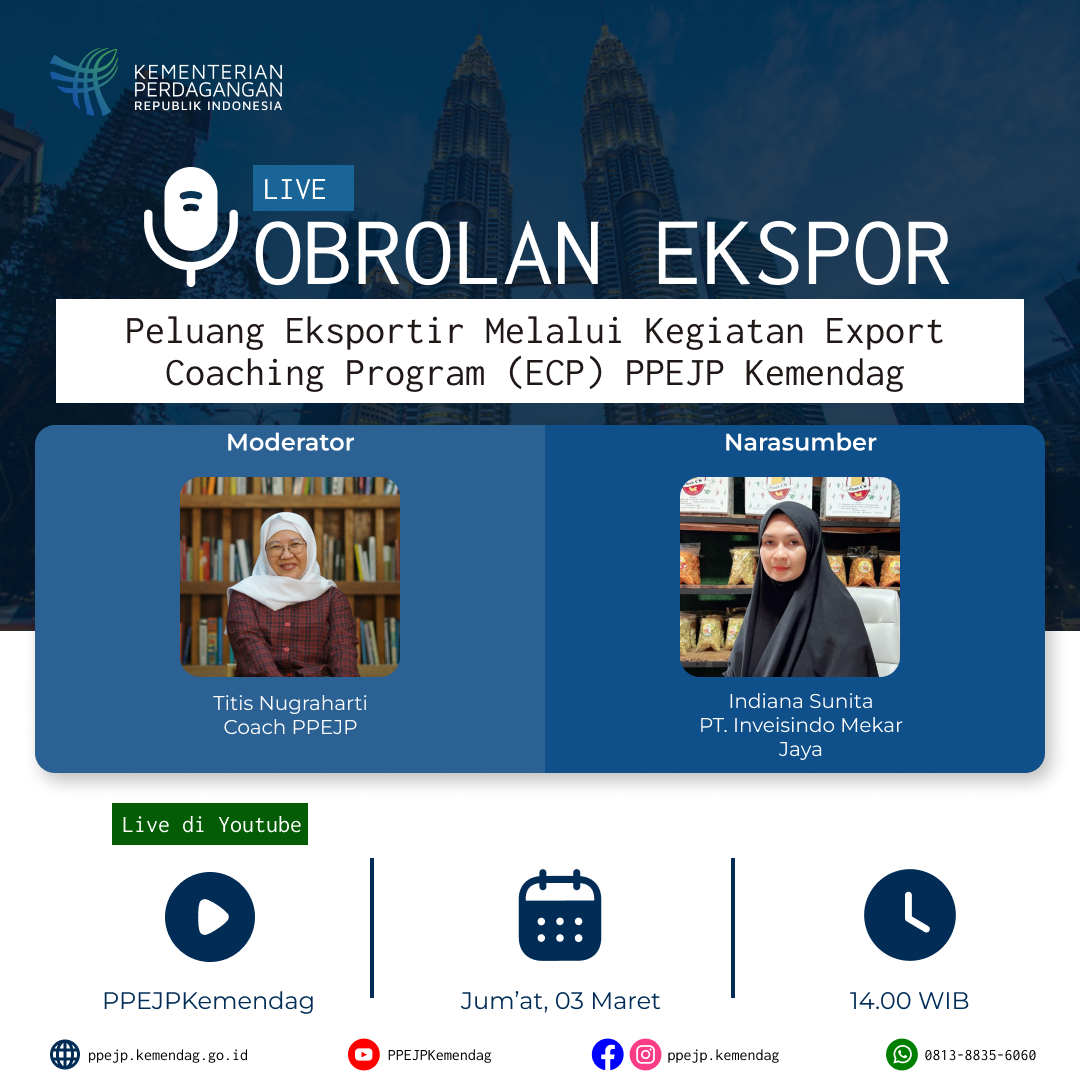 KEMENTERIAN
PERDAGANGAN
REPUBLIK INDONESIA
LIVE
OBROLAN EKSPOR
Peluang Eksportir Melalui Kegiatan Export
Coaching Program (ECP) PPEJP Kemendag
Moderator
Narasumber
Titis Nugraharti
Coach PPEJP
Indiana Sunita
PT. Inveisindo Mekar
Jaya
Live di Youtube
PPEJPKemendag
Jum’at, 03 Maret
14.00 WIB
ppejp.kemendag.go.id
PPEJPKemendag
ppejp.kemendag
0813-8835-6060